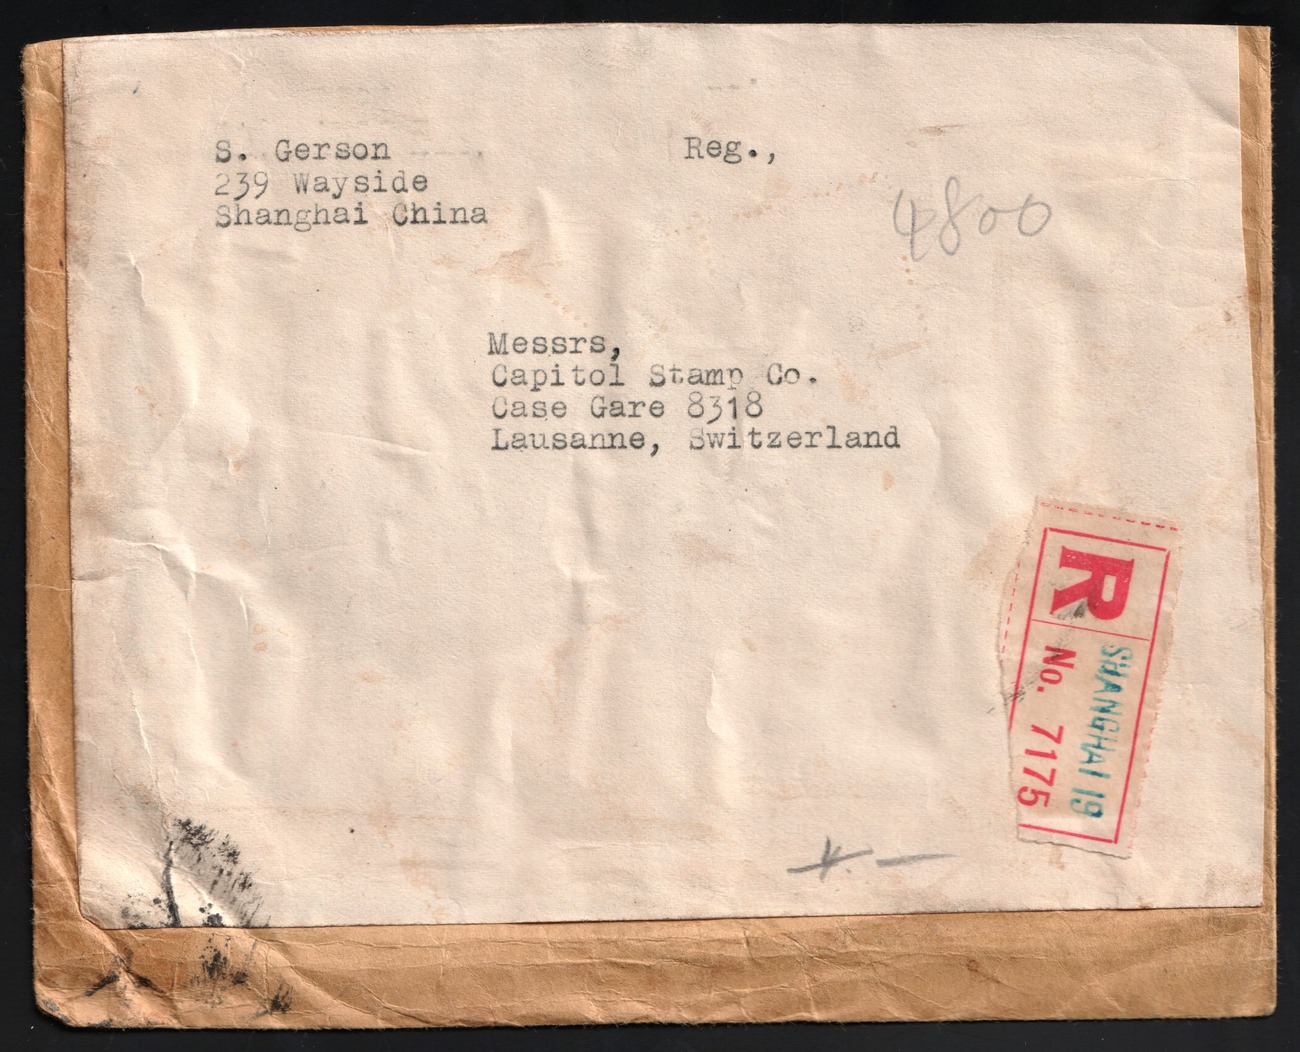 S. Gerson
239 Wayside
Shanghai China
Reg.,
4800
Messrs,
Capitol Stamp Co.
Case Gare 8318
Lausanne, Switzerland
R
SHANGHAI 19
No. 7175